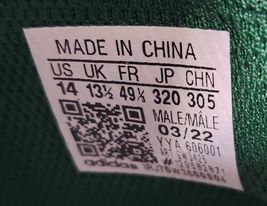 MADE IN CHINA
US UK FR JP CHN
14 13½ 49⅓ 320 305
MALE/MÂLE
03/22
YYA 606001
adidas